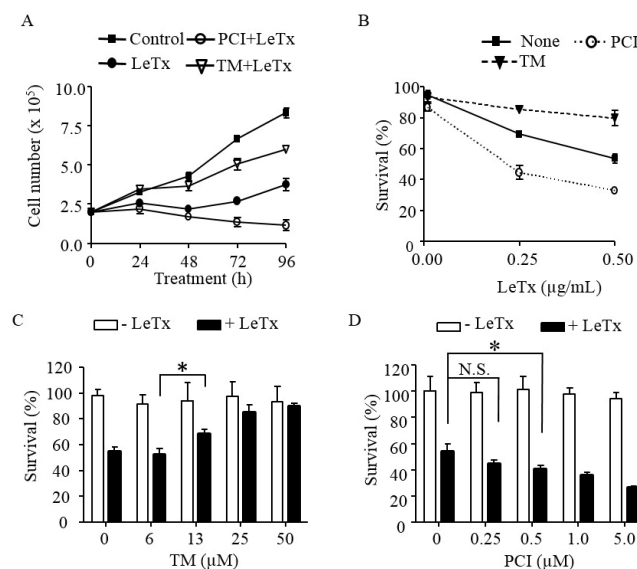 A
Control PCI+LeTx
LeTx TM+LeTx
Cell number (x 10⁵)
10.0
7.5
5.0
2.5
0.0
0 24 48 72 96
Treatment (h)
B
None PCI
TM
Survival (%)
100
80
60
40
20
0
0.00 0.25 0.50
LeTx (µg/mL)
C
- LeTx + LeTx
Survival (%)
120
100
80
60
40
20
0
*
0 6 13 25 50
TM (µM)
D
- LeTx + LeTx
Survival (%)
120
100
80
60
40
20
0
*
N.S.
0 0.25 0.5 1.0 5.0
PCI (µM)